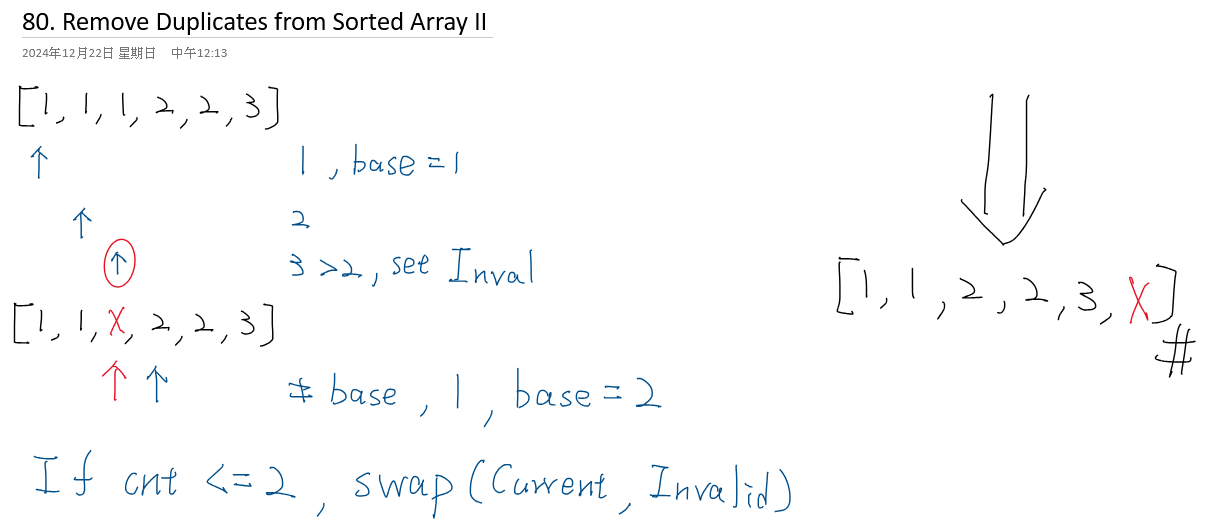 80. Remove Duplicates from Sorted Array II
2024年12月22日 星期日 中午12:13
[1, 1, 1, 2, 2, 3]
↑ 1, base = 1
↑ 2
↑ 3 >2, set Inval
[1, 1, X, 2, 2, 3]
↑ ↑ ≠ base, 1, base = 2
If cnt <= 2, swap(Current, Invalid)
[1, 1, 2, 2, 3, X]
#